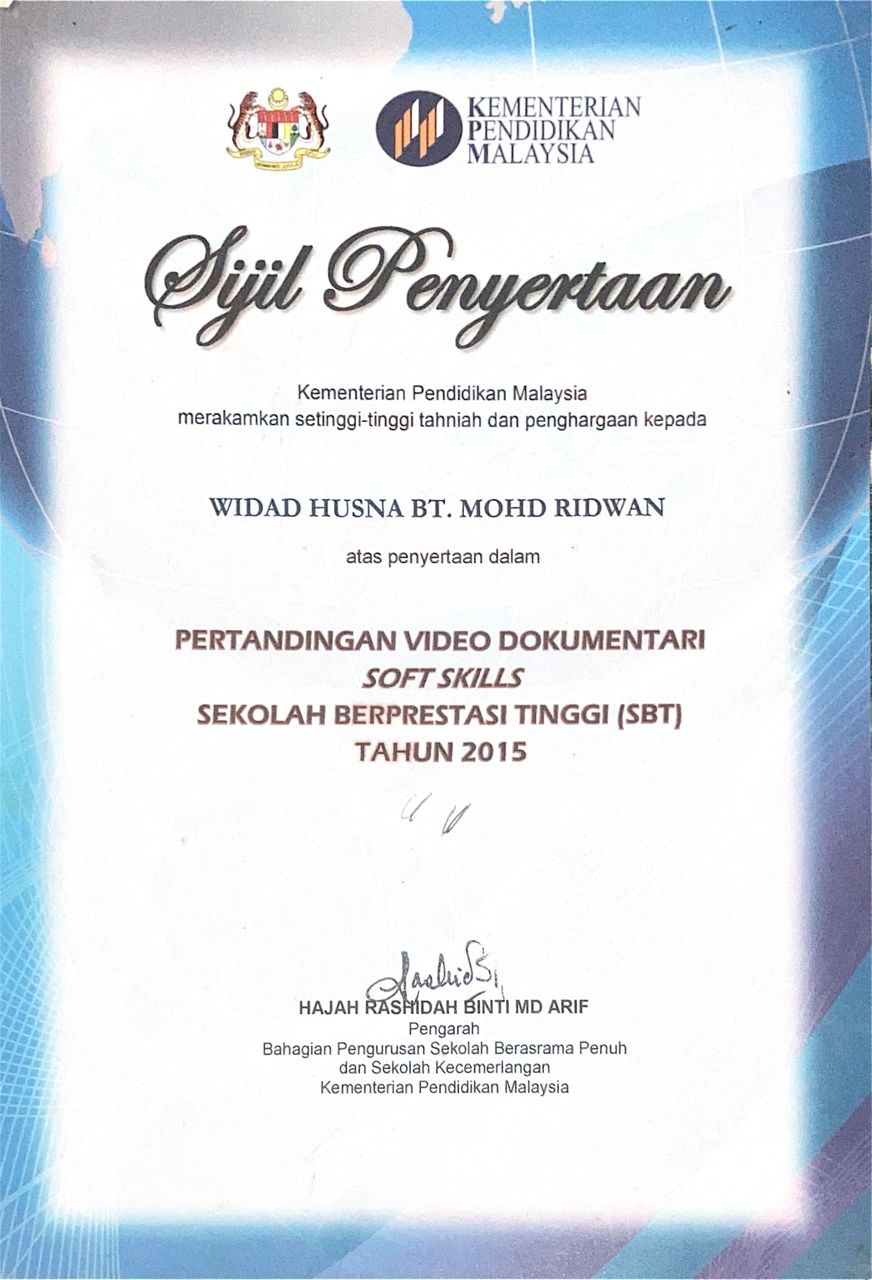 KEMENTERIAN
PENDIDIKAN
MALAYSIA
Sijil Penyertaan
Kementerian Pendidikan Malaysia
merakamkan setinggi-tinggi tahniah dan penghargaan kepada
WIDAD HUSNA BT. MOHD RIDWAN
atas penyertaan dalam
PERTANDINGAN VIDEO DOKUMENTARI
SOFT SKILLS
SEKOLAH BERPRESTASI TINGGI (SBT)
TAHUN 2015
HAJAH RASHIDAH BINTI MD ARIF
Pengarah
Bahagian Pengurusan Sekolah Berasrama Penuh
dan Sekolah Kecemerlangan
Kementerian Pendidikan Malaysia